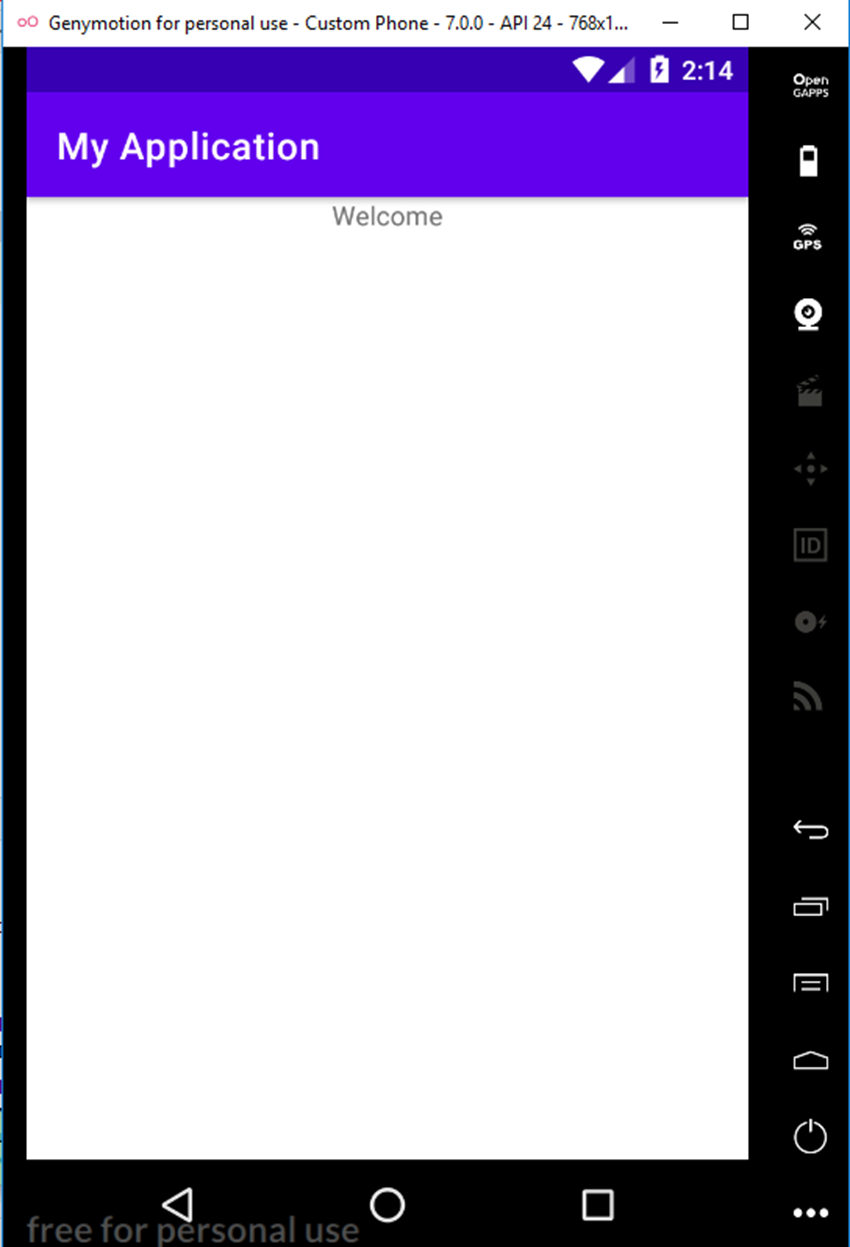 Genymotion for personal use - Custom Phone - 7.0.0 - API 24 - 768x1...
2:14
Open
GAPPS
My Application
Welcome
GPS
ID
free for personal use